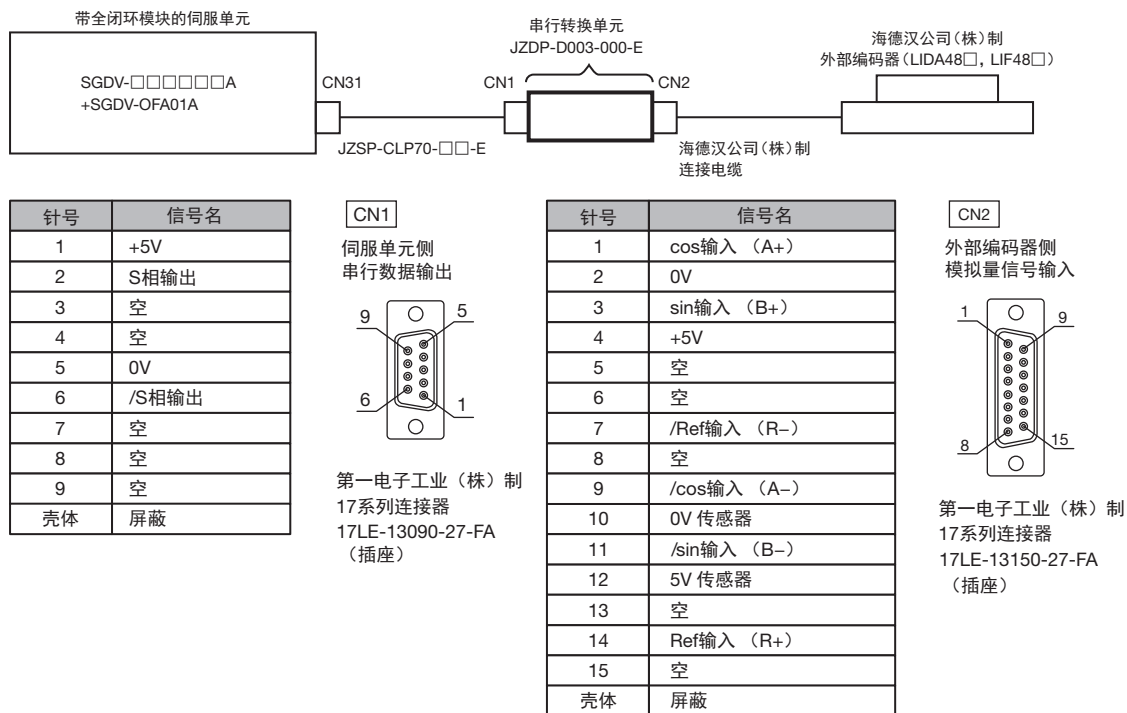 带全闭环模块的伺服单元
SGDV-□□□□□□A
+SGDV-OFA01A
CN31
JZSP-CLP70-□□-E
串行转换单元
JZDP-D003-000-E
CN1
CN2
海德汉公司（株）制
连接电缆
海德汉公司（株）制
外部编码器（LIDA48□，LIF48□）
针号 信号名
1 +5V
2 S相输出
3 空
4 空
5 0V
6 /S相输出
7 空
8 空
9 空
壳体 屏蔽
CN1
伺服单元侧
串行数据输出
9 5
6 1
第一电子工业（株）制
17系列连接器
17LE-13090-27-FA
（插座）
针号 信号名
1 cos输入 （A+）
2 0V
3 sin输入 （B+）
4 +5V
5 空
6 空
7 /Ref输入 （R−）
8 空
9 /cos输入 （A−）
10 0V 传感器
11 /sin输入 （B−）
12 5V 传感器
13 空
14 Ref输入 （R+）
15 空
壳体 屏蔽
CN2
外部编码器侧
模拟量信号输入
1 9
8 15
第一电子工业（株）制
17系列连接器
17LE-13150-27-FA
（插座）